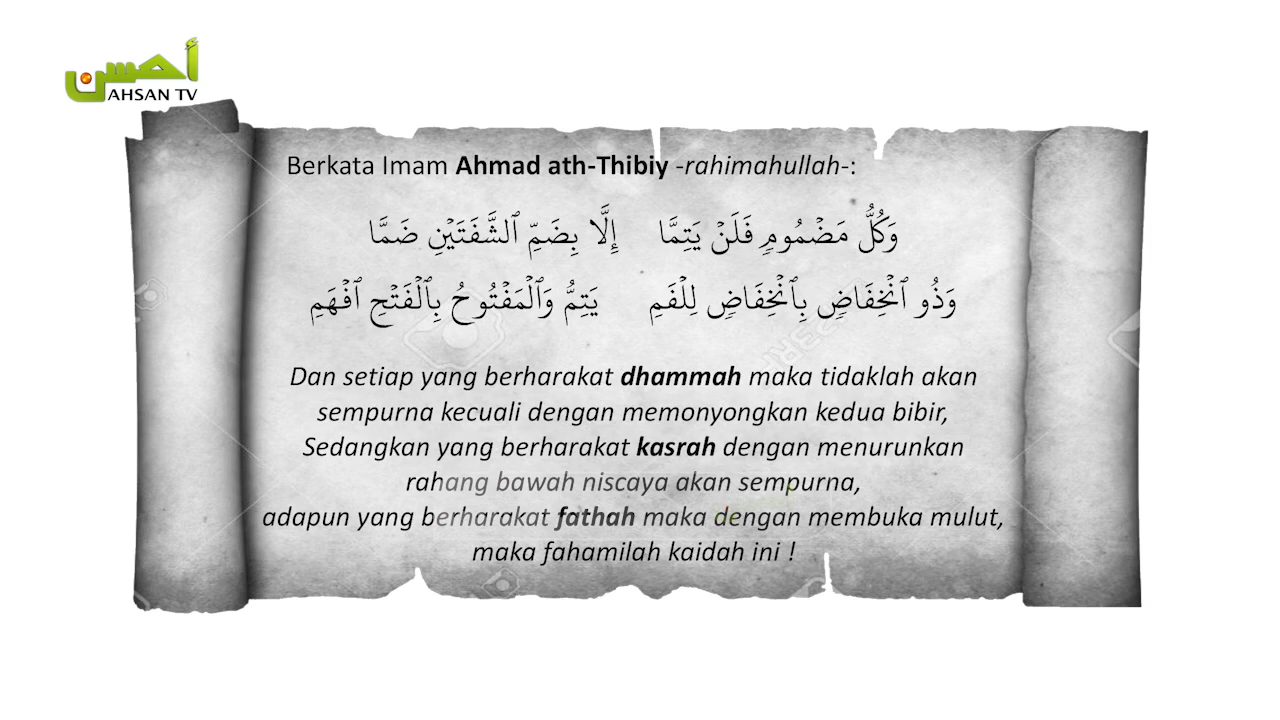 أحسن
AHSAN TV
Berkata Imam Ahmad ath-Thibiy -rahimahullah-:
وَكُلُّ مَضْمُومٍ فَلَنْ يَتِمَّا إِلَّا بِضَمِّ ٱلشَّفَتَيْنِ ضَمَّا
وَذُو ٱنْخِفَاضٍ بِٱنْخِفَاضٍ لِلْفَمِ يَتِمُّ وَٱلْمَفْتُوحُ بِٱلْفَتْحِ ٱفْهَمِ
Dan setiap yang berharakat dhammah maka tidaklah akan
sempurna kecuali dengan memonyongkan kedua bibir,
Sedangkan yang berharakat kasrah dengan menurunkan
rahang bawah niscaya akan sempurna,
adapun yang berharakat fathah maka dengan membuka mulut,
maka fahamilah kaidah ini !